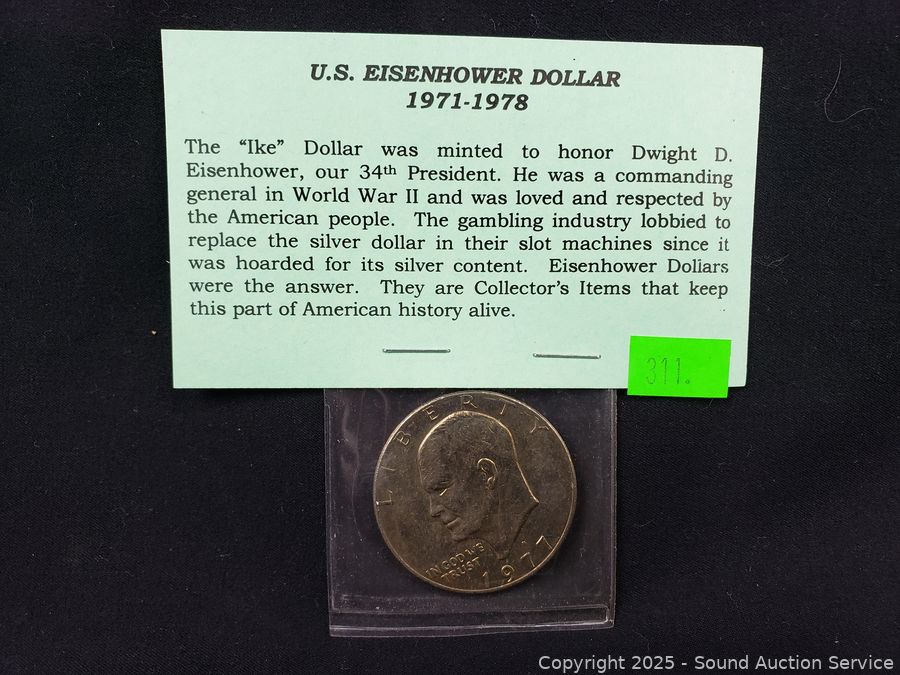 U.S. EISENHOWER DOLLAR
1971-1978
The "Ike" Dollar was minted to honor Dwight D.
Eisenhower, our 34th President. He was a commanding
general in World War II and was loved and respected by
the American people. The gambling industry lobbied to
replace the silver dollar in their slot machines since it
was hoarded for its silver content. Eisenhower Dollars
were the answer. They are Collector's Items that keep
this part of American history alive.
311.
LIBERTY
IN GOD WE
TRUST
1977
Copyright 2025 - Sound Auction Service